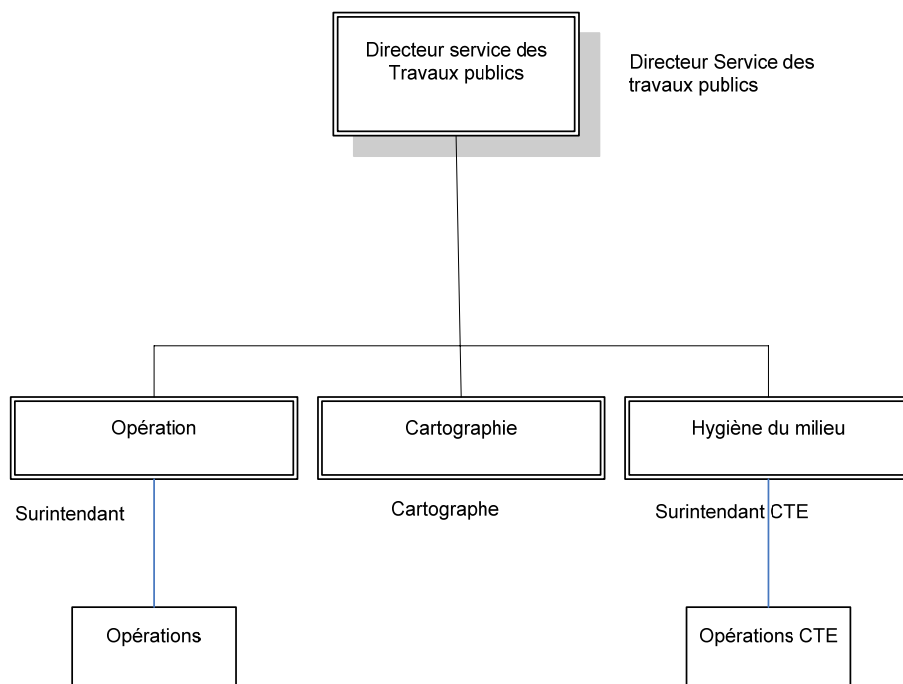 Directeur service des
Travaux publics
Directeur Service des
travaux publics
Opération
Cartographie
Hygiène du milieu
Surintendant
Cartographe
Surintendant CTE
Opérations
Opérations CTE